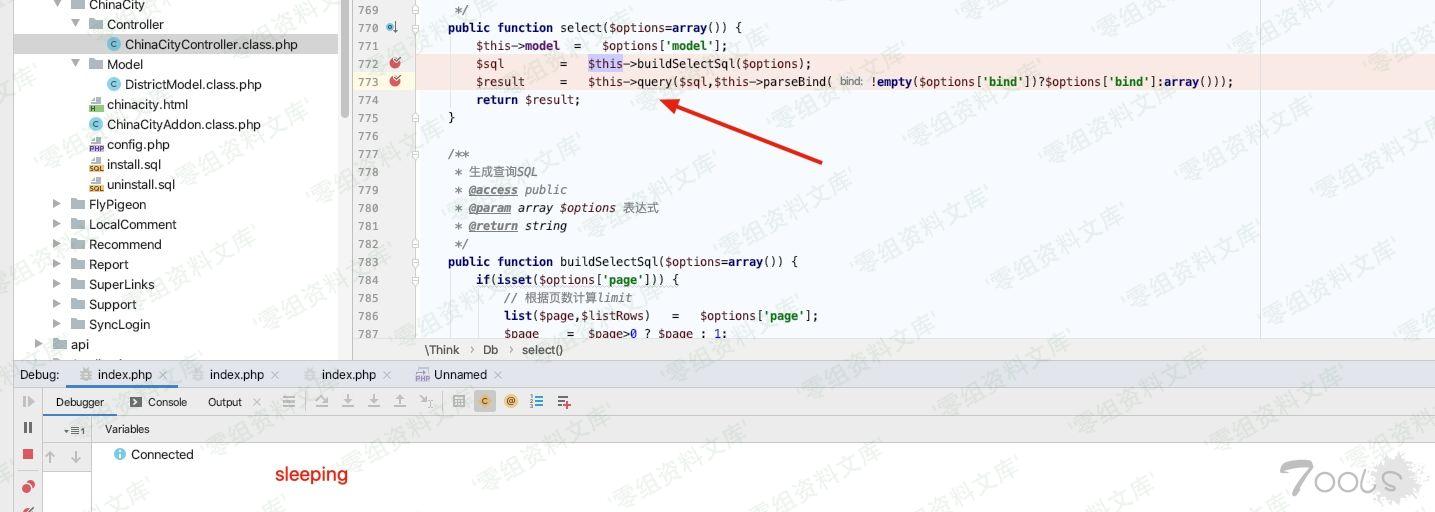 ChinaCity
Controller
ChinaCityController.class.php
Model
DistrictModel.class.php
chinacity.html
ChinaCityAddon.class.php
config.php
install.sql
uninstall.sql
FlyPigeon
LocalComment
Recommend
Report
SuperLinks
Support
SyncLogin
api
769 */
770 public function select($options=array()) {
771 $this->model = $options['model'];
772 $sql = $this->buildSelectSql($options);
773 $result = $this->query($sql,$this->parseBind( bind: !empty($options['bind'])?$options['bind']:array()));
774 return $result;
775 }
776
777 /**
778 * 生成查询SQL
779 * @access public
780 * @param array $options 表达式
781 * @return string
782 */
783 public function buildSelectSql($options=array()) {
784 if(isset($options['page'])) {
785 // 根据页数计算limit
786 list($page,$listRows) = $options['page'];
787 $page = $page>0 ? $page : 1;
\Think › Db › select()
Debug: index.php × index.php × index.php × Unnamed ×
Debugger Console Output
Variables
Connected
sleeping
7ools
'零组资料文库'